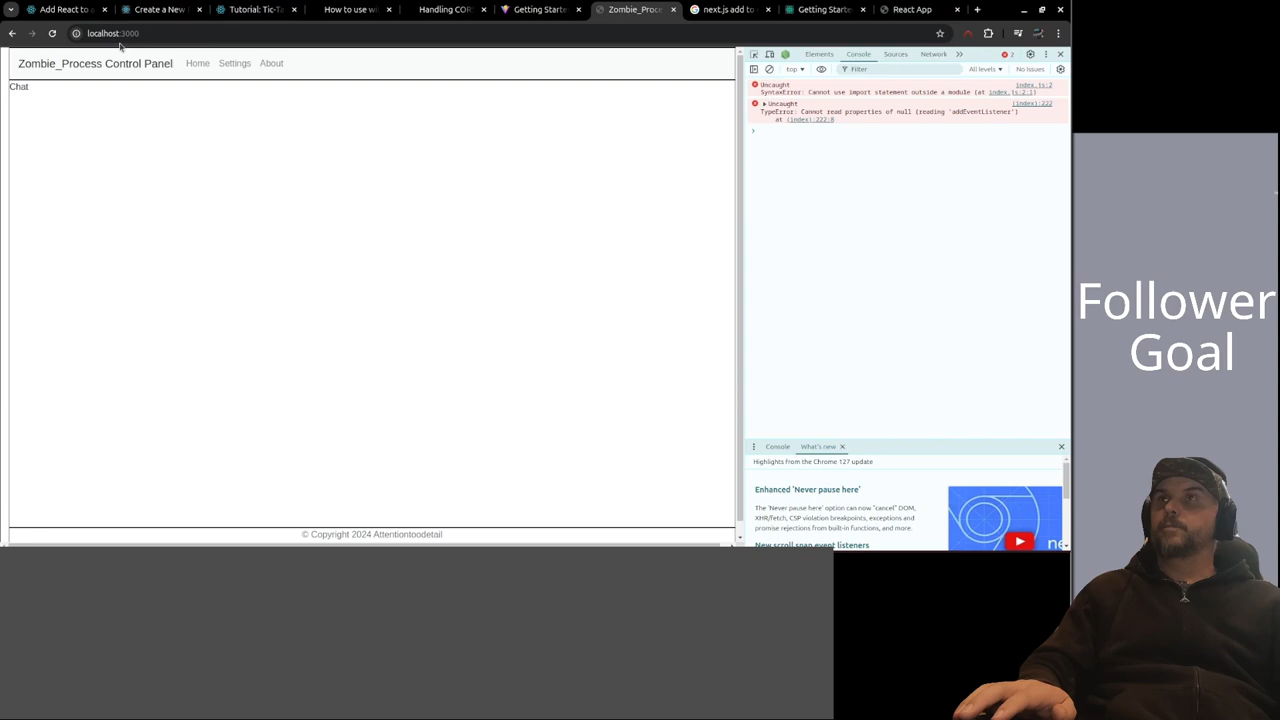 Add React to a
Create a New
Tutorial: Tic-Ta
How to use wi
Handling COR
Getting Starte
Zombie_Proc
next.js add to
Getting Starte
React App
localhost:3000
Zombie_Process Control Panel
Home
Settings
About
Chat
© Copyright 2024 Attentiontoodetail
Elements
Console
Sources
Network
2
top
Filter
All levels
No Issues
Uncaught
index.js:2
SyntaxError: Cannot use import statement outside a module (at index.js:2:1)
Uncaught
(index):222
TypeError: Cannot read properties of null (reading 'addEventListener')
at (index):222:8
Console
What's new
Highlights from the Chrome 127 update
Enhanced 'Never pause here'
The 'Never pause here' option can now "cancel" DOM,
XHR/fetch, CSP violation breakpoints, exceptions and
promise rejections from built-in functions, and more.
New scroll snap event listeners
ne
Follower
Goal